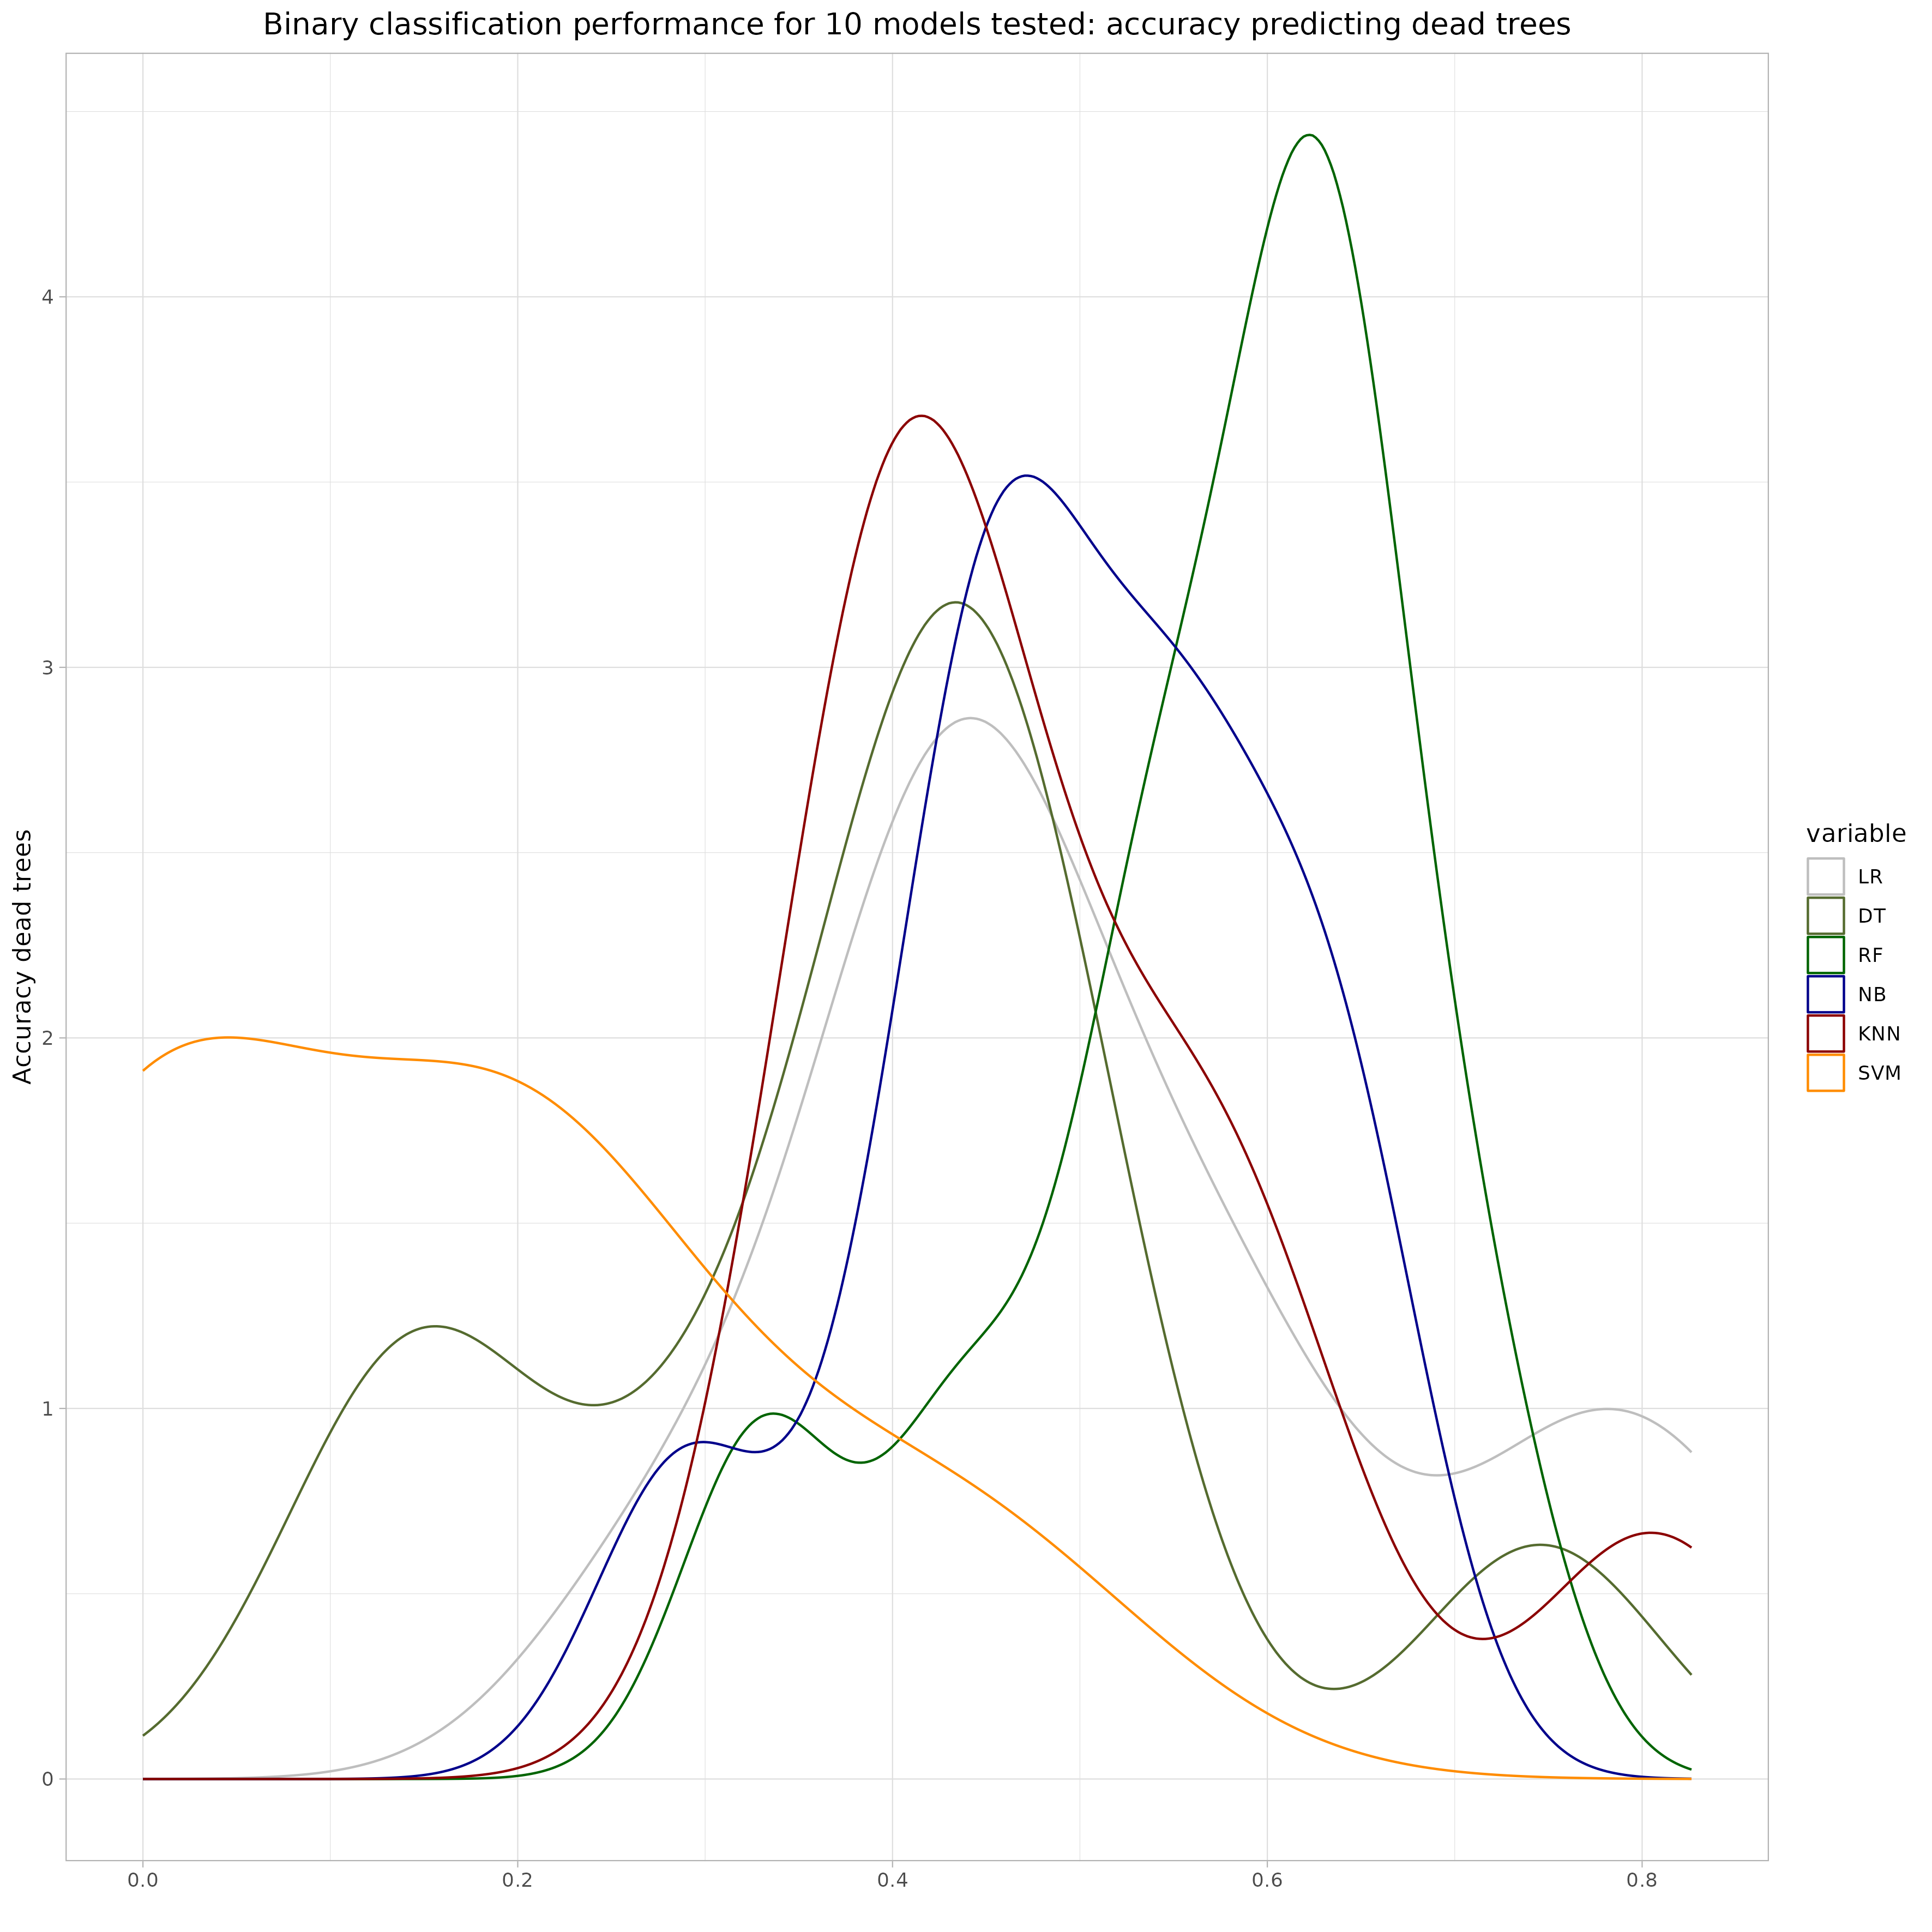 Binary classification performance for 10 models tested: accuracy predicting dead trees
Accuracy dead trees
4
3
2
1
0
0.0
0.2
0.4
0.6
0.8
variable
LR
DT
RF
NB
KNN
SVM